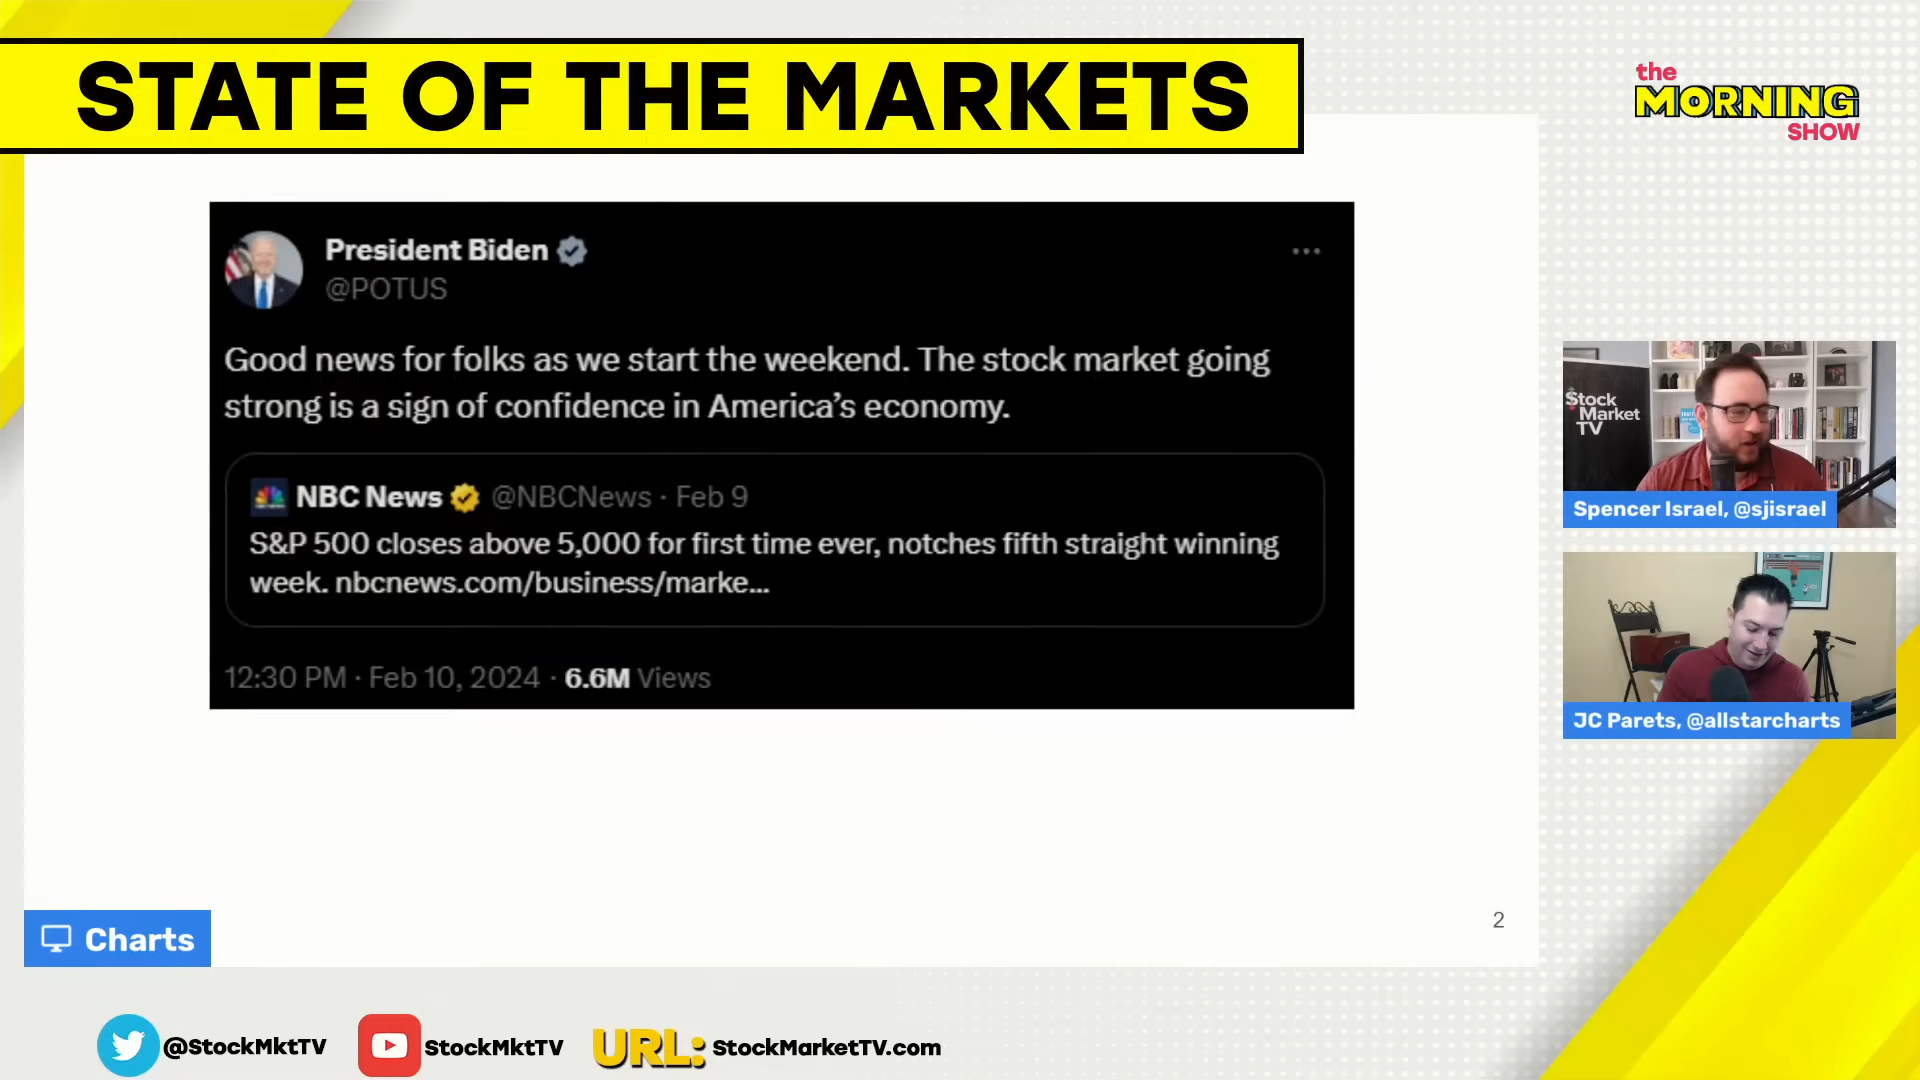 STATE OF THE MARKETS
the
MORNING
SHOW
President Biden
@POTUS
Good news for folks as we start the weekend. The stock market going
strong is a sign of confidence in America's economy.
NBC News @NBCNews · Feb 9
S&P 500 closes above 5,000 for first time ever, notches fifth straight winning
week. nbcnews.com/business/marke...
12:30 PM · Feb 10, 2024 · 6.6M Views
Stock
Market
TV
Spencer Israel, @sjisrael
JC Parets, @allstarcharts
2
Charts
@StockMktTV
StockMktTV
URL: StockMarketTV.com